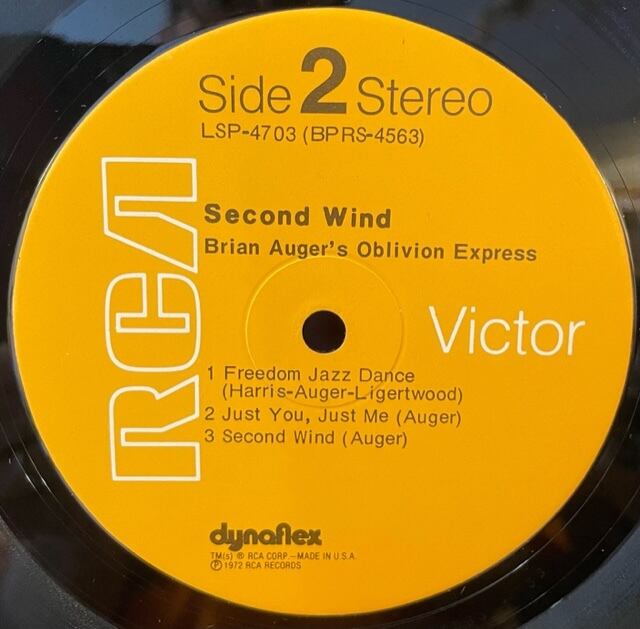 Side 2 Stereo
LSP-4703 (BPRS-4563)
RCA
Second Wind
Brian Auger's Oblivion Express
Victor
1 Freedom Jazz Dance
(Harris-Auger-Ligertwood)
2 Just You, Just Me (Auger)
3 Second Wind (Auger)
dynaflex
TM(s) ® RCA CORP.—MADE IN U.S.A.
Ⓟ 1972 RCA RECORDS